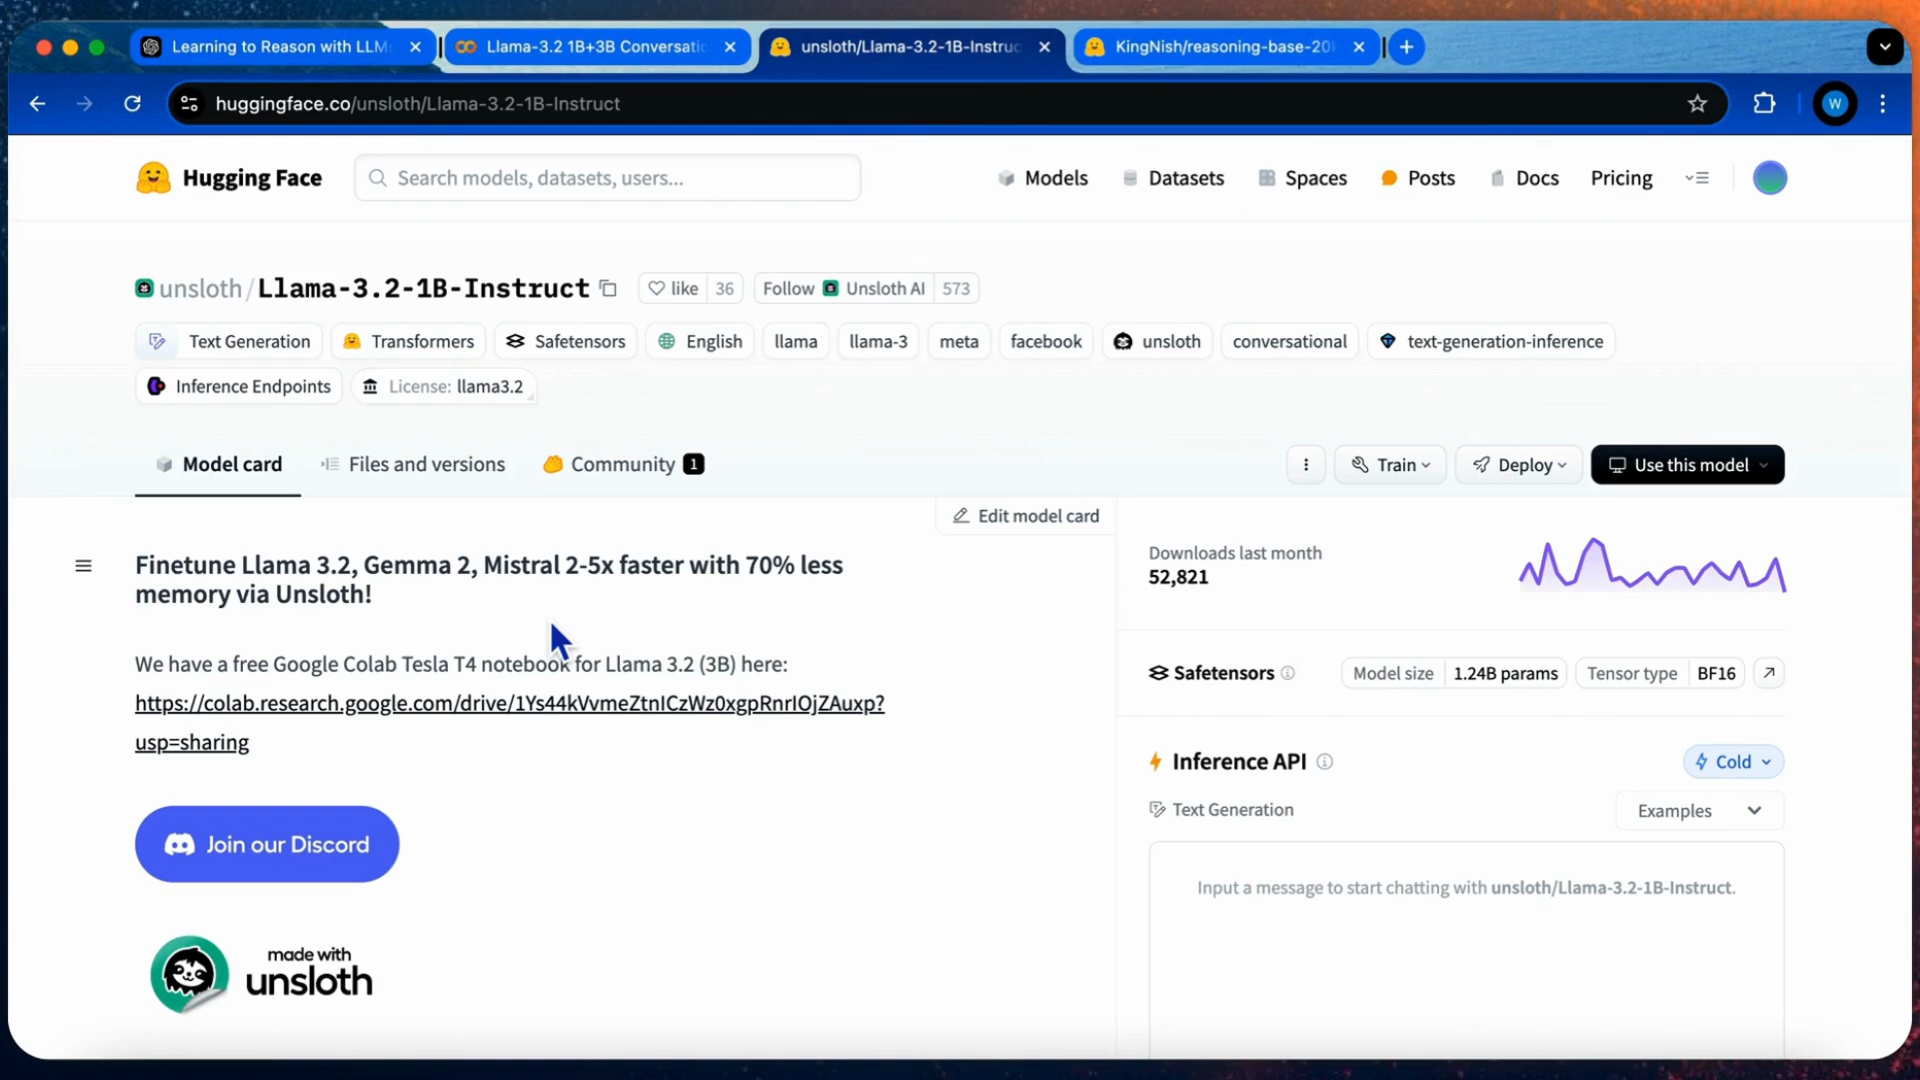 Learning to Reason with LLM
Llama-3.2 1B+3B Conversatic
unsloth/Llama-3.2-1B-Instruc
KingNish/reasoning-base-20
huggingface.co/unsloth/Llama-3.2-1B-Instruct
W
Hugging Face
Search models, datasets, users...
Models
Datasets
Spaces
Posts
Docs
Pricing
unsloth/Llama-3.2-1B-Instruct
like 36
Follow Unsloth AI 573
Text Generation
Transformers
Safetensors
English
llama
llama-3
meta
facebook
unsloth
conversational
text-generation-inference
Inference Endpoints
License: llama3.2
Model card
Files and versions
Community 1
Train
Deploy
Use this model
Edit model card
Finetune Llama 3.2, Gemma 2, Mistral 2-5x faster with 70% less
memory via Unsloth!
We have a free Google Colab Tesla T4 notebook for Llama 3.2 (3B) here:
https://colab.research.google.com/drive/1Ys44kVvmeZtnICzWz0xgpRnrIOjZAuxp?
usp=sharing
Join our Discord
made with
unsloth
Downloads last month
52,821
Safetensors
Model size 1.24B params
Tensor type BF16
Inference API
Cold
Text Generation
Examples
Input a message to start chatting with unsloth/Llama-3.2-1B-Instruct.